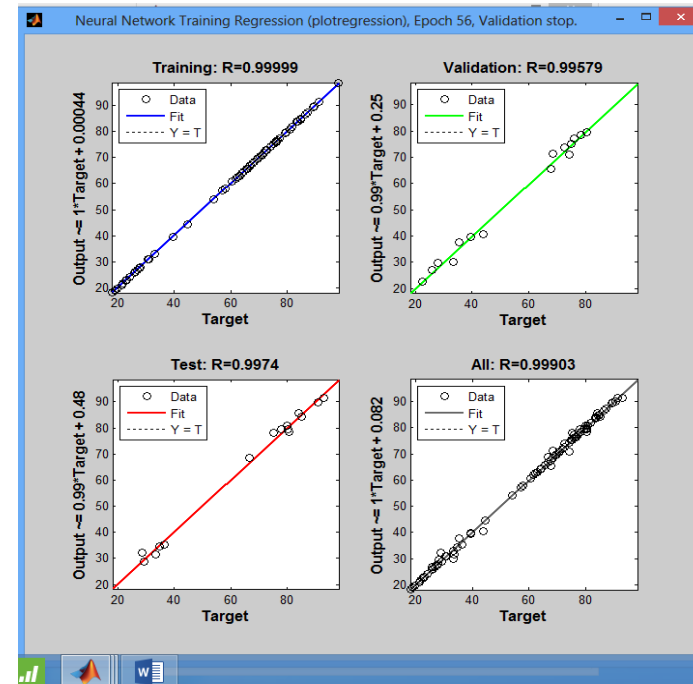 Neural Network Training Regression (plotregression), Epoch 56, Validation stop.
Training: R=0.99999
Output ~= 1*Target + 0.00044
Data
Fit
Y = T
90
80
70
60
50
40
30
20
20 40 60 80
Target
Validation: R=0.99579
Output ~= 0.99*Target + 0.25
Data
Fit
Y = T
90
80
70
60
50
40
30
20
20 40 60 80
Target
Test: R=0.9974
Output ~= 0.99*Target + 0.48
Data
Fit
Y = T
90
80
70
60
50
40
30
20
20 40 60 80
Target
All: R=0.99903
Output ~= 1*Target + 0.082
Data
Fit
Y = T
90
80
70
60
50
40
30
20
20 40 60 80
Target
W